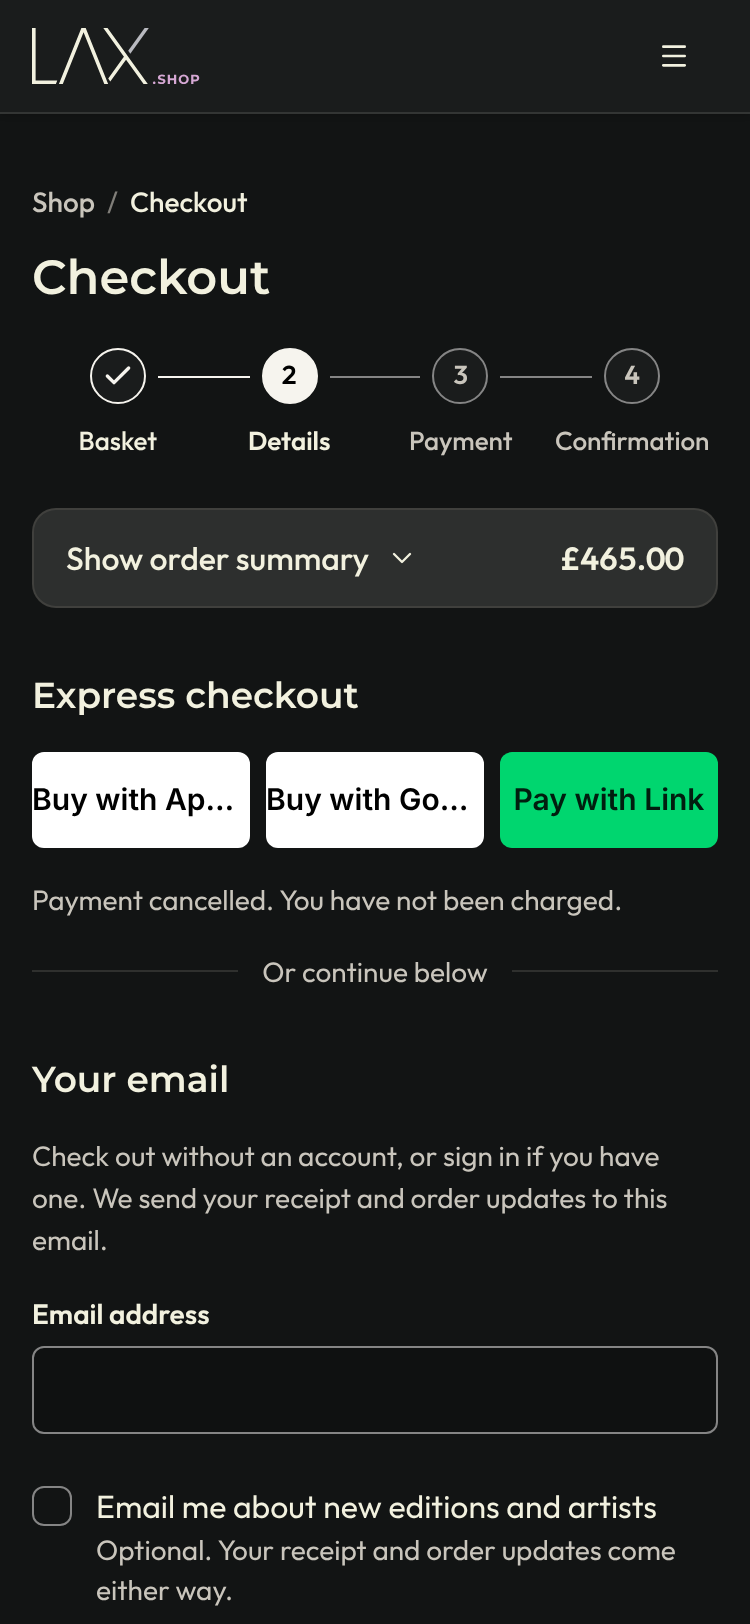 LAX.SHOP
Shop / Checkout
Checkout
2
3
4
Basket
Details
Payment
Confirmation
Show order summary
£465.00
Express checkout
Buy with Ap...
Buy with Go...
Pay with Link
Payment cancelled. You have not been charged.
Or continue below
Your email
Check out without an account, or sign in if you have
one. We send your receipt and order updates to this
email.
Email address
Email me about new editions and artists
Optional. Your receipt and order updates come
either way.